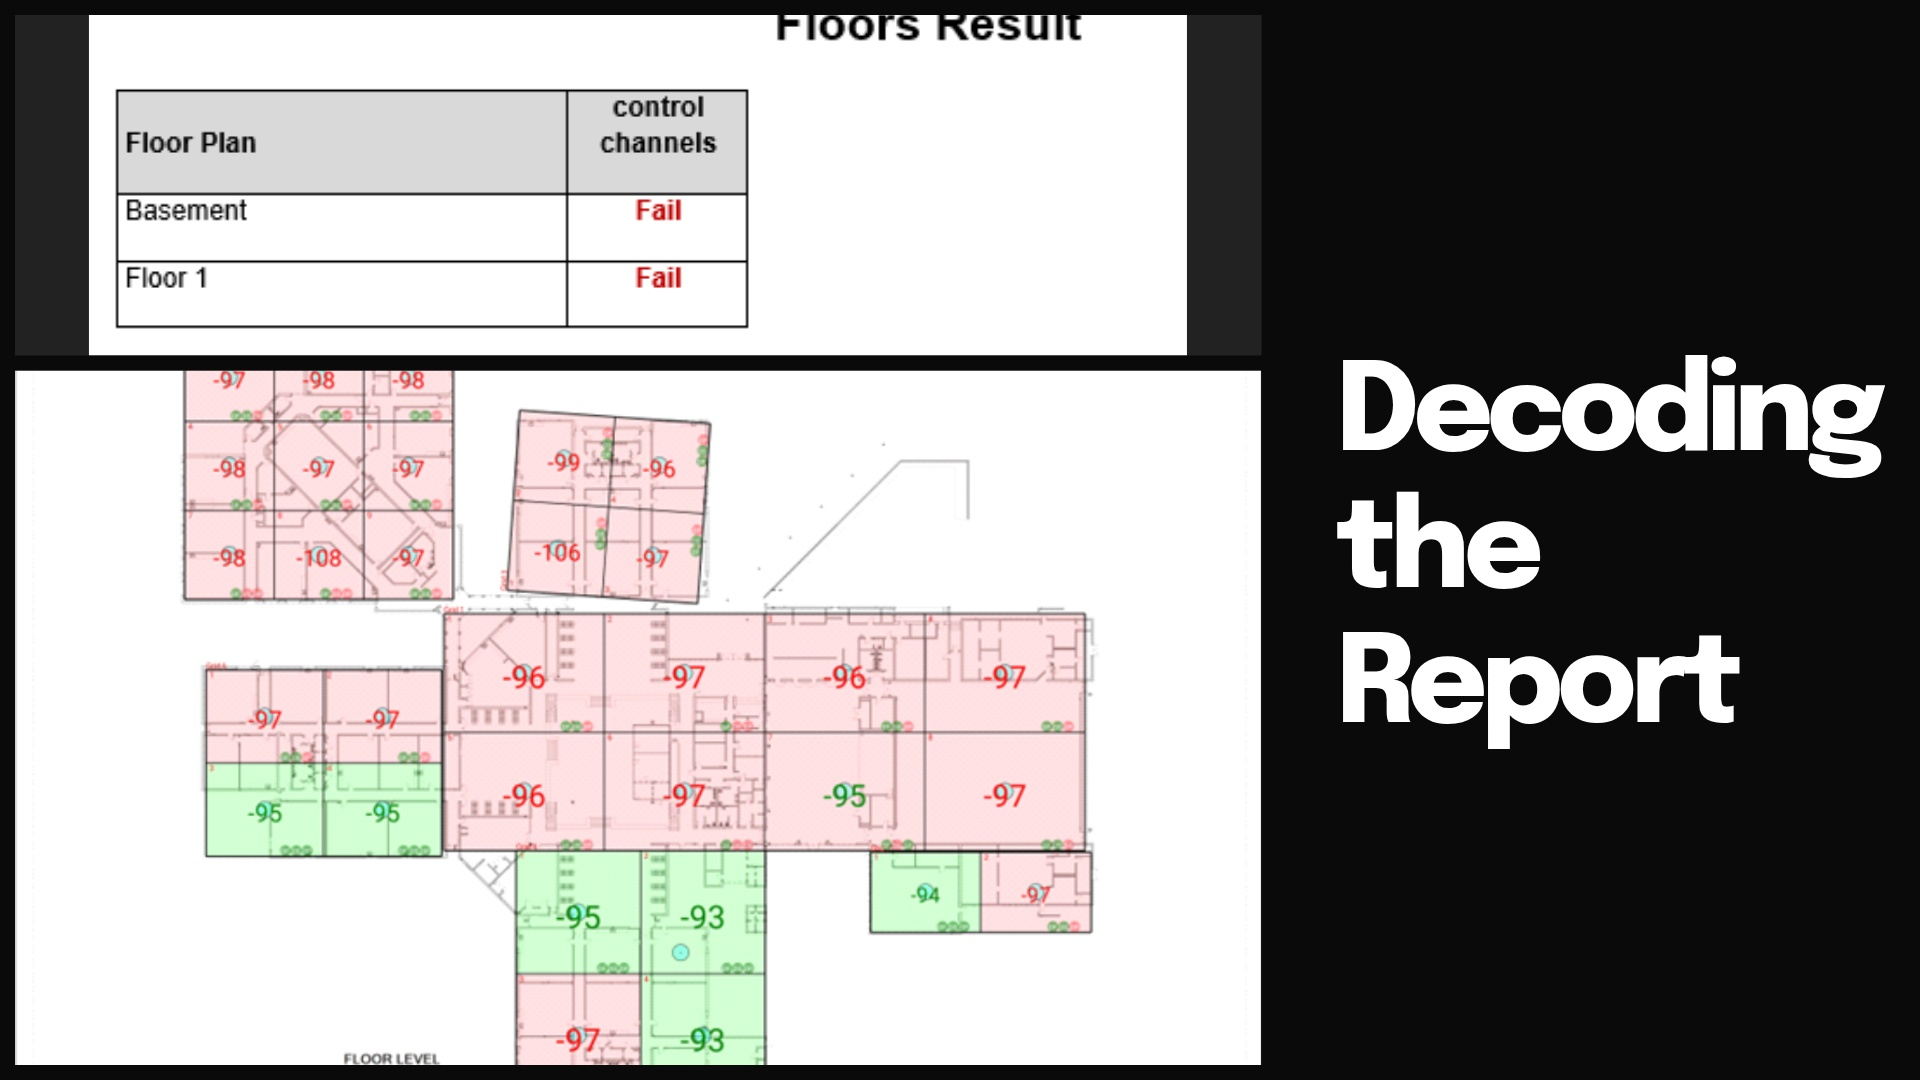 Floors Result
Floor Plan
control
channels
Basement
Fail
Floor 1
Fail
-97
-98
-98
-98
-97
-97
-98
-108
-97
-99
-96
-106
-97
-96
-97
-96
-97
-97
-97
-96
-97
-95
-97
-95
-95
-95
-93
-94
-97
-97
-93
FLOOR LEVEL
Decoding
the
Report